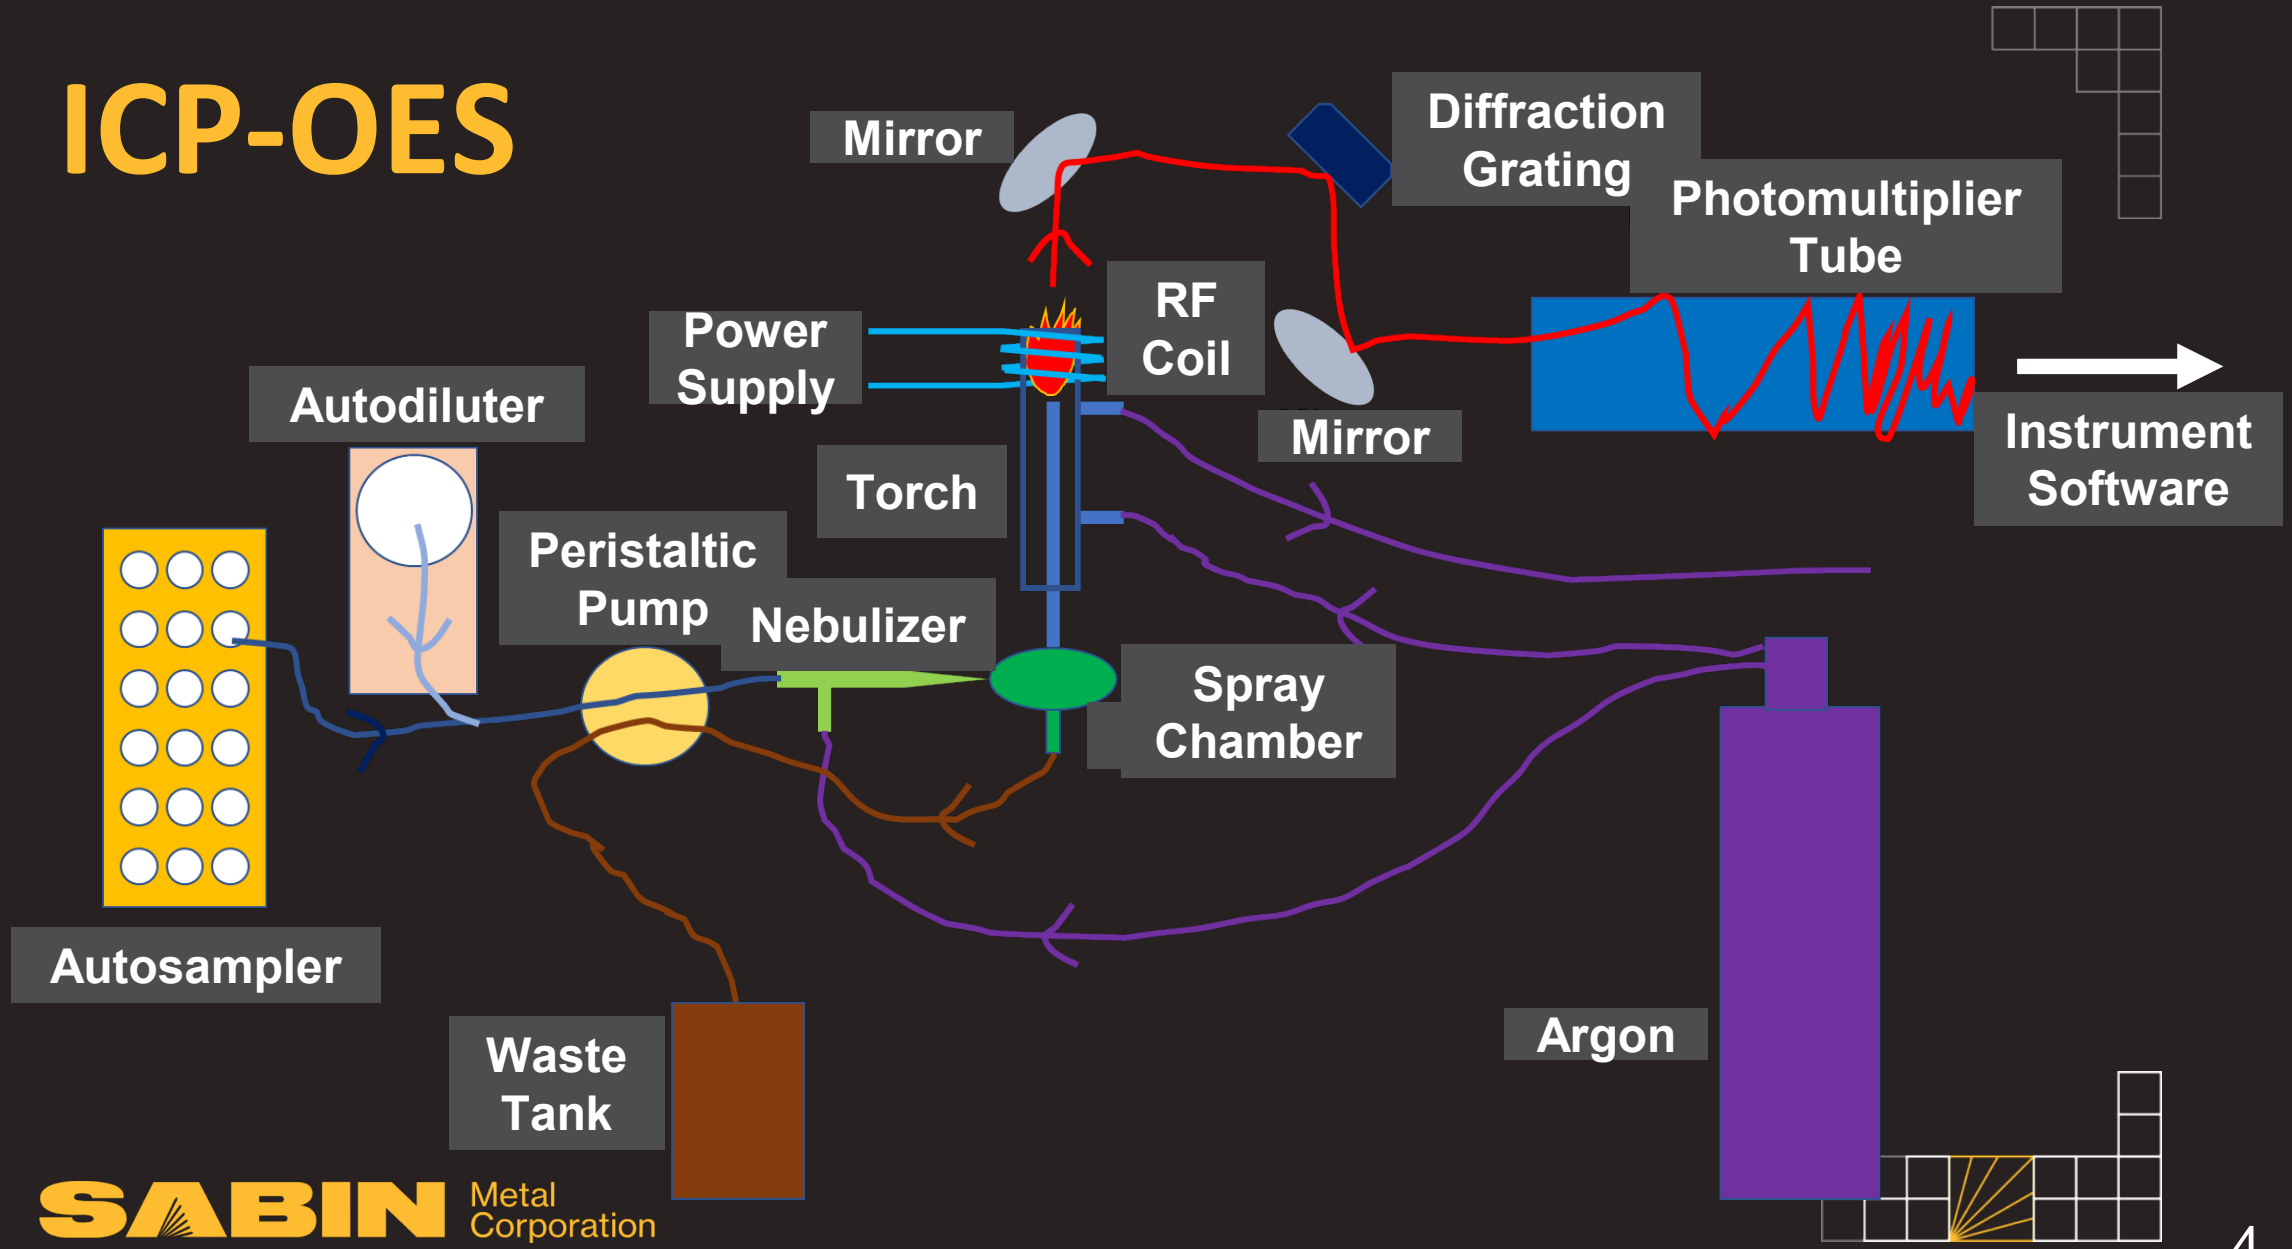 ICP-OES
Mirror
Diffraction
Grating
Photomultiplier
Tube
RF
Coil
Power
Supply
Autodiluter
Mirror
Instrument
Software
Torch
Peristaltic
Pump
Nebulizer
Spray
Chamber
Autosampler
Argon
Waste
Tank
SABIN
Metal
Corporation
4